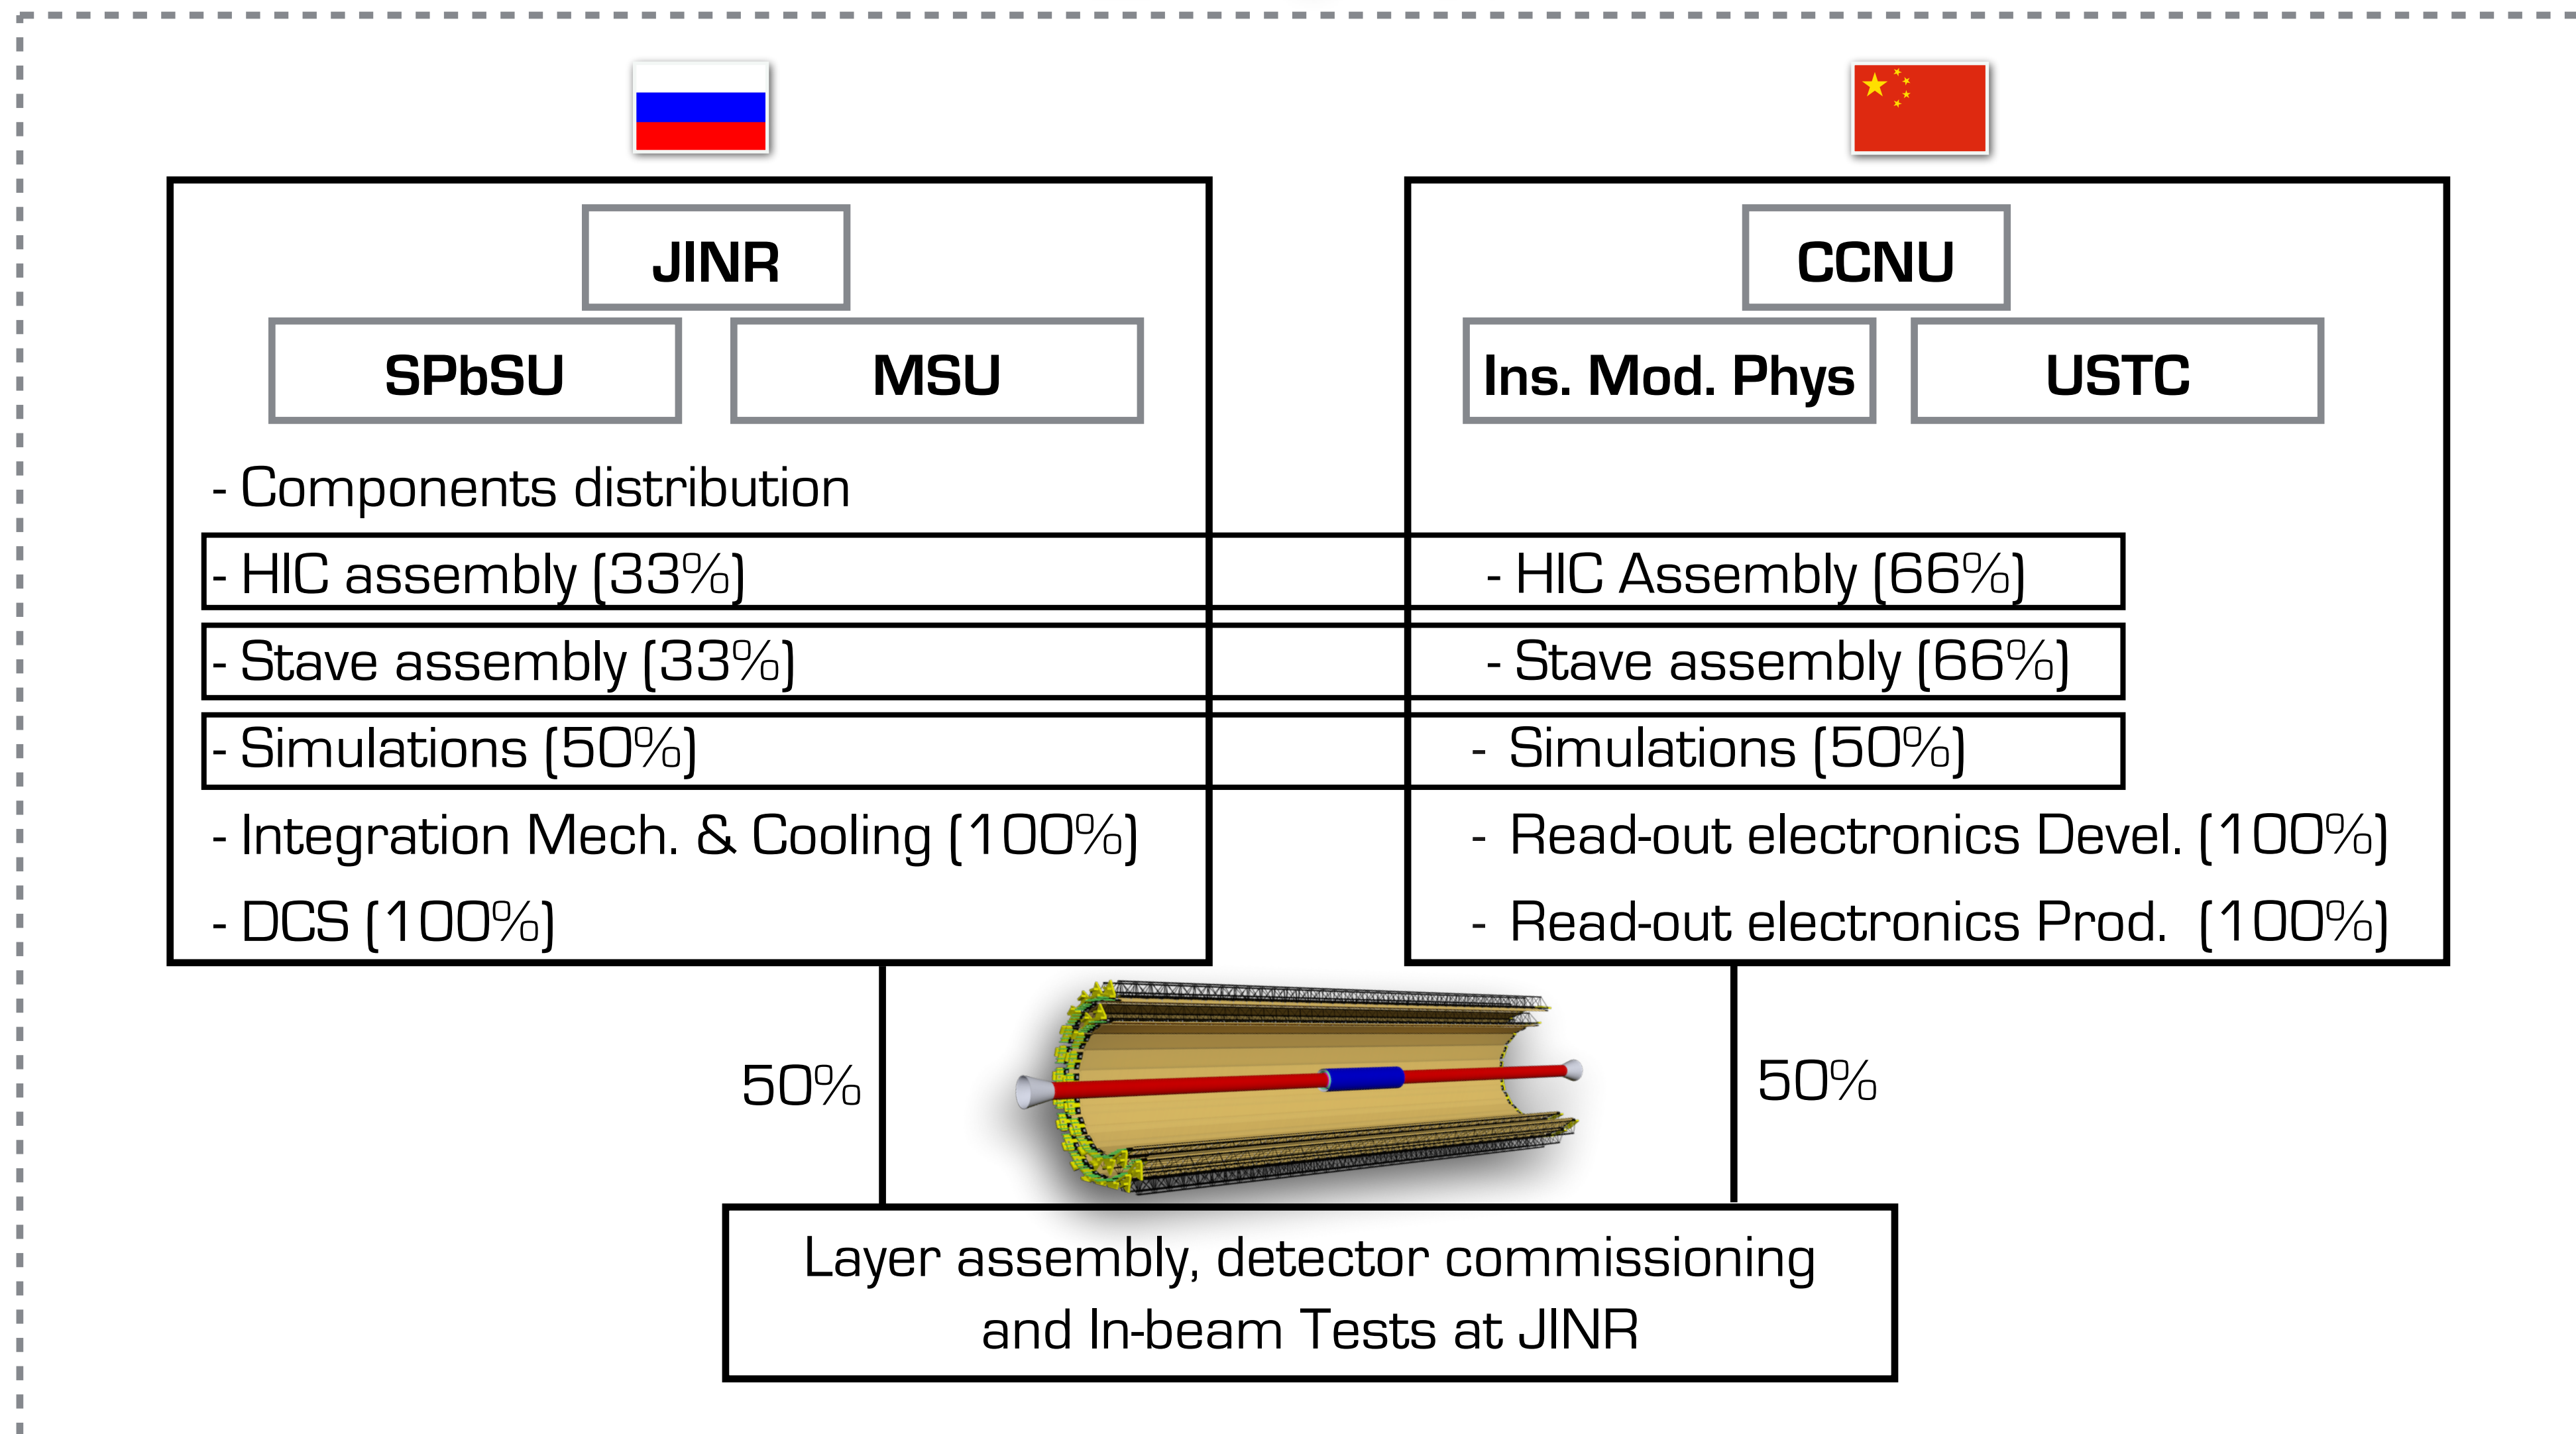 JINR
SPbSU
MSU
- Components distribution
- HIC assembly (33%)
- Stave assembly (33%)
- Simulations (50%)
- Integration Mech. & Cooling (100%)
- DCS (100%)
CCNU
Ins. Mod. Phys
USTC
- HIC Assembly (66%)
- Stave assembly (66%)
- Simulations (50%)
- Read-out electronics Devel. (100%)
- Read-out electronics Prod. (100%)
50%
50%
Layer assembly, detector commissioning
and In-beam Tests at JINR